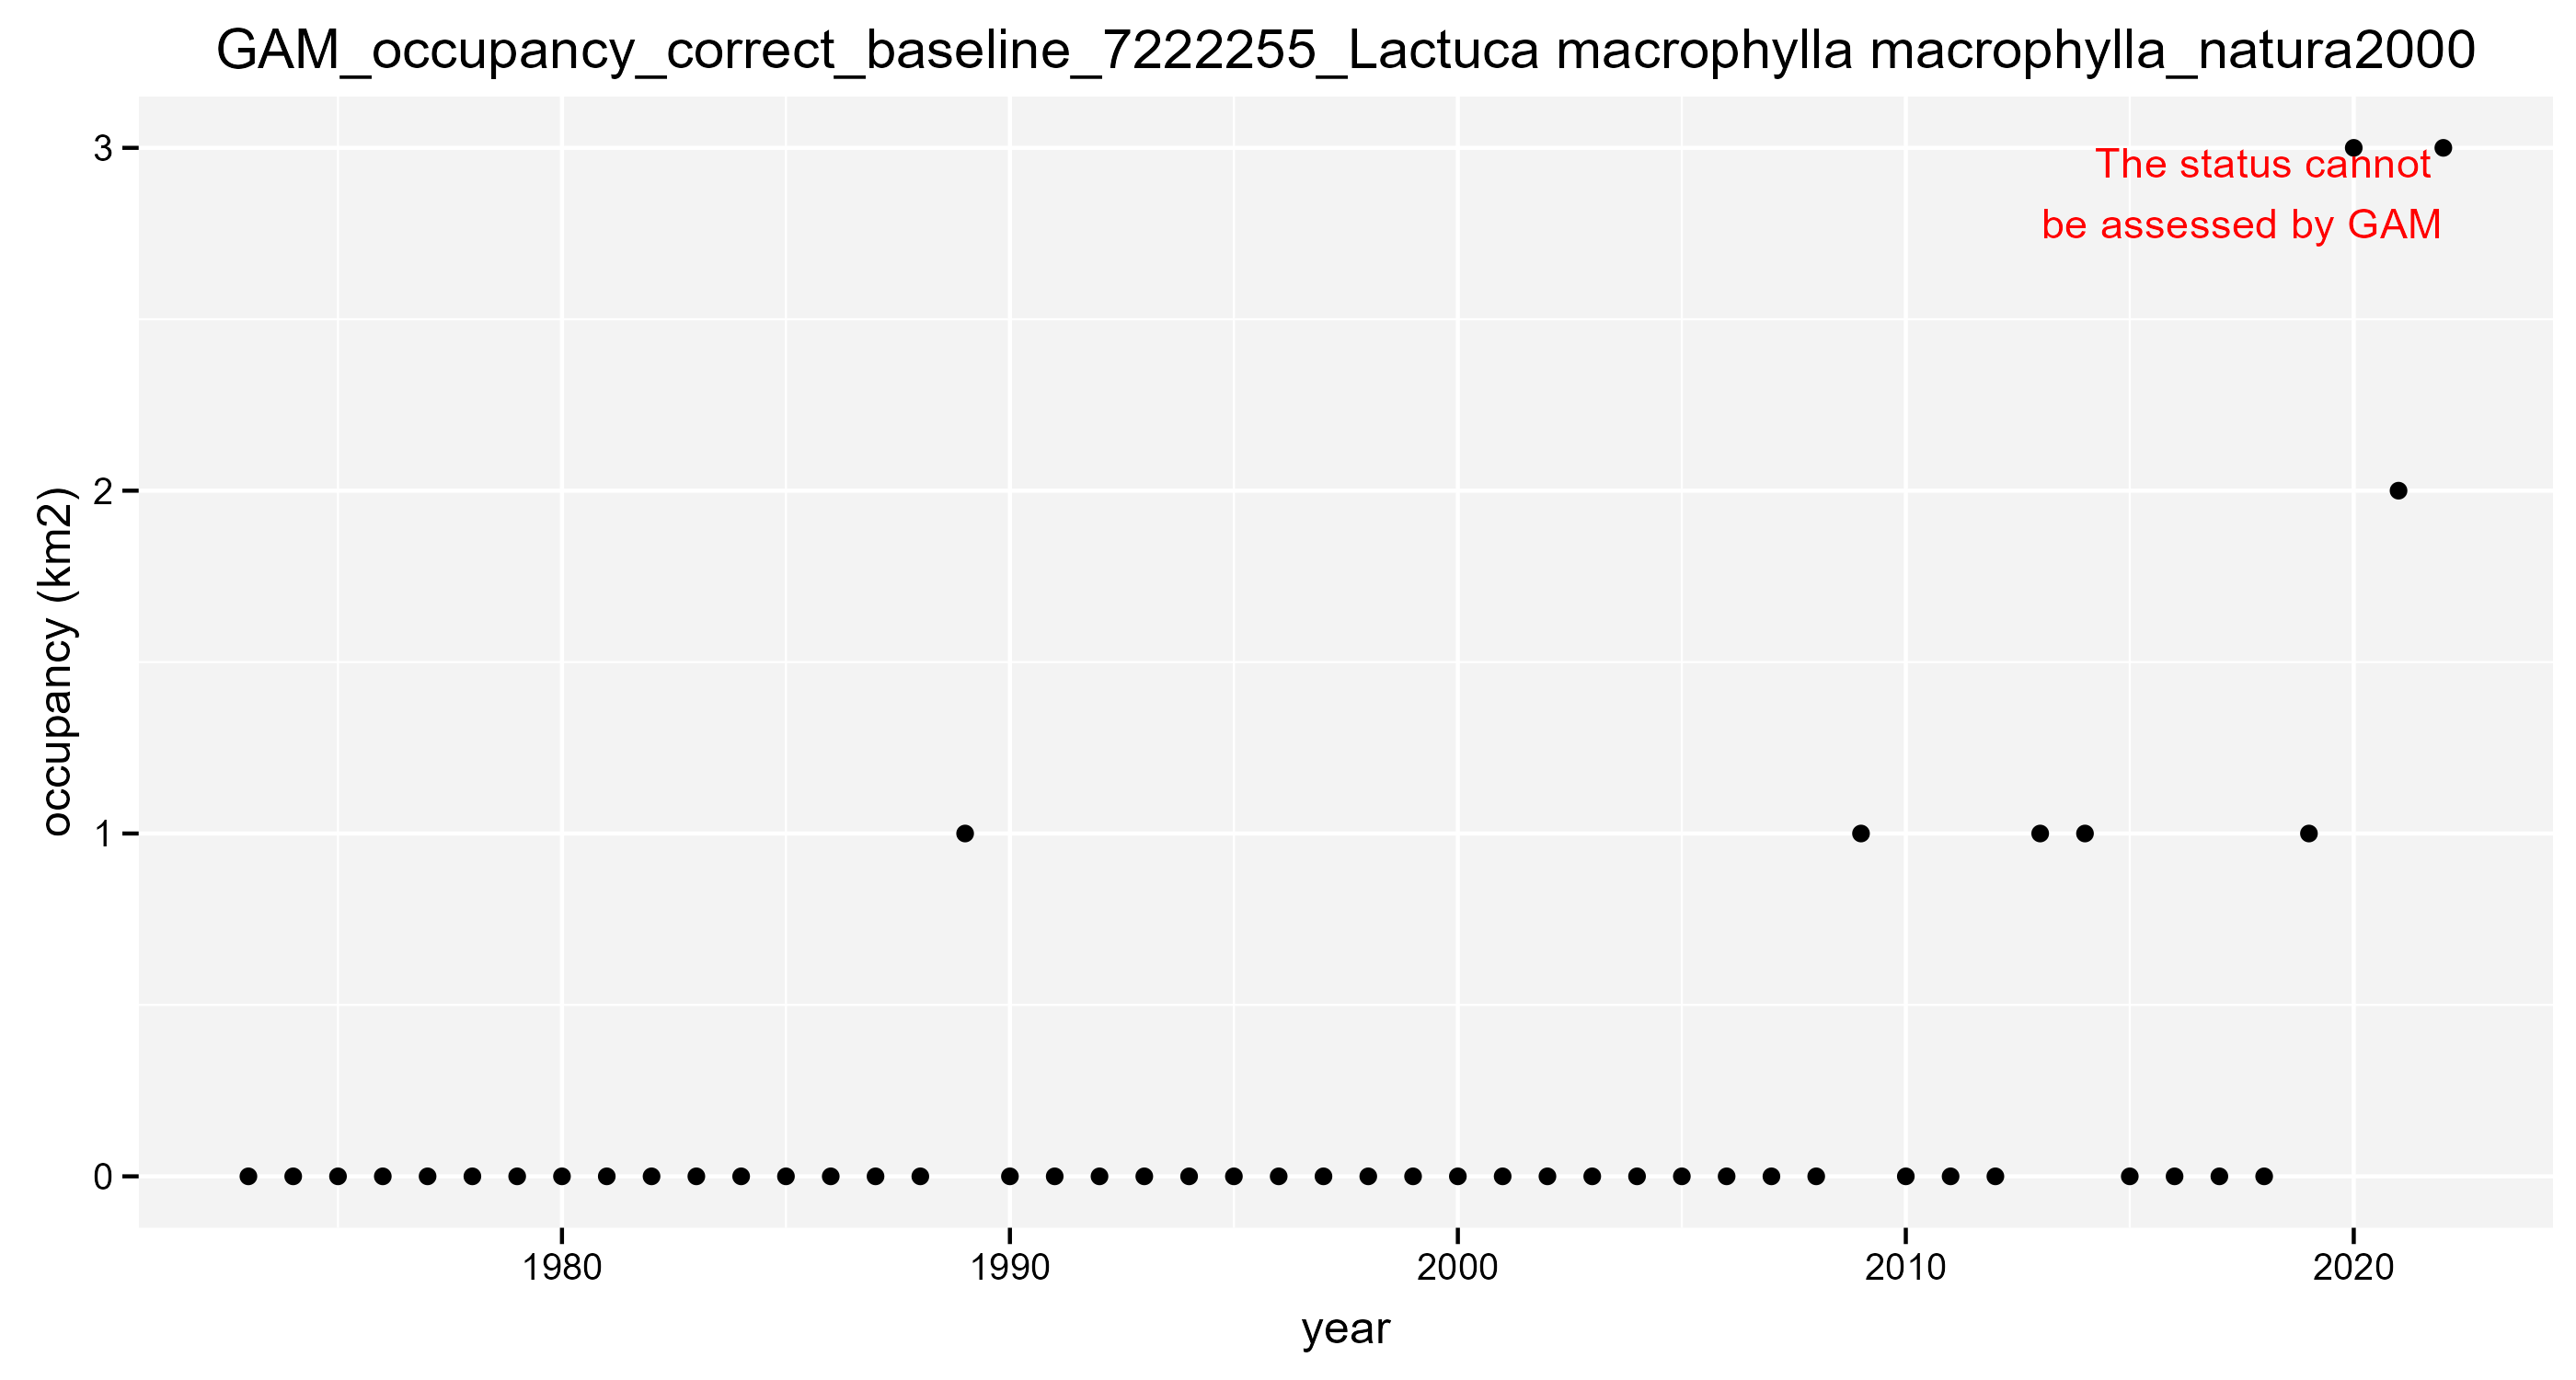 GAM_occupancy_correct_baseline_7222255_Lactuca macrophylla macrophylla_natura2000
3
The status cannot
be assessed by GAM
2
occupancy (km2)
1
0
1980 1990 2000 2010 2020
year